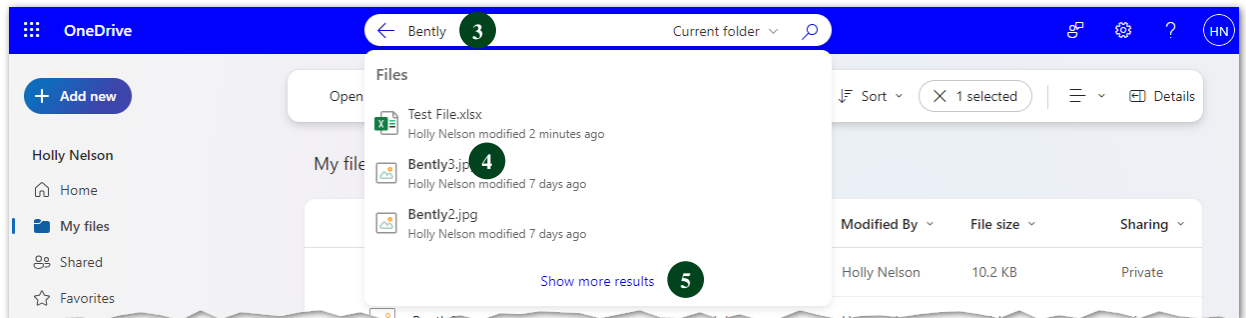 OneDrive
Bently 3 Current folder
HN
Add new
Files
Open
Sort 1 selected Details
Test File.xlsx
Holly Nelson modified 2 minutes ago
Holly Nelson
My file
Bently3.jp 4
Holly Nelson modified 7 days ago
Home
Bently2.jpg
Holly Nelson modified 7 days ago
My files
Modified By File size Sharing
Shared
Show more results 5
Holly Nelson 10.2 KB Private
Favorites